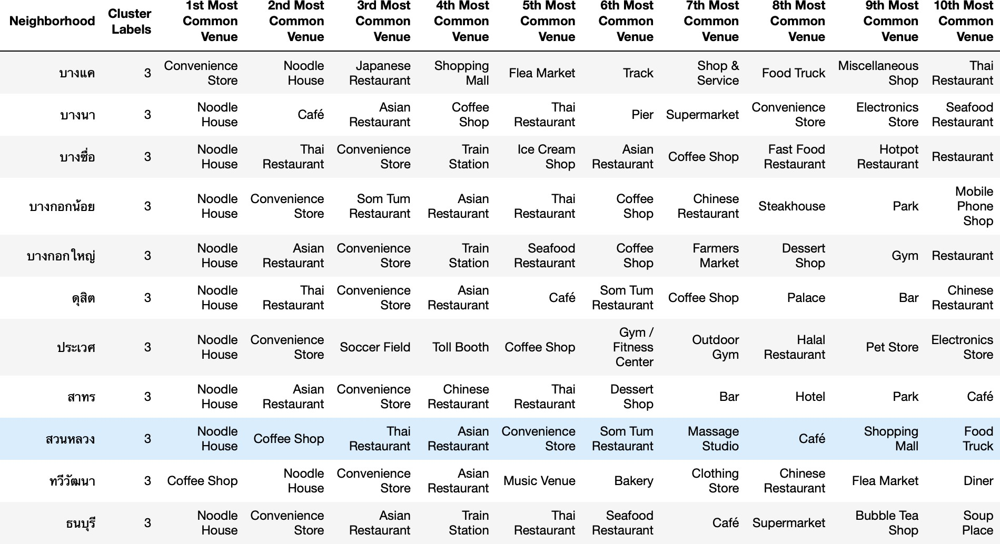 Neighborhood Cluster Labels 1st Most Common Venue 2nd Most Common Venue 3rd Most Common Venue 4th Most Common Venue 5th Most Common Venue 6th Most Common Venue 7th Most Common Venue 8th Most Common Venue 9th Most Common Venue 10th Most Common Venue
บางแค 3 Convenience Store Noodle House Japanese Restaurant Shopping Mall Flea Market Track Shop & Service Food Truck Miscellaneous Shop Thai Restaurant
บางนา 3 Noodle House Café Asian Restaurant Coffee Shop Thai Restaurant Pier Supermarket Convenience Store Electronics Store Seafood Restaurant
บางซื่อ 3 Noodle House Thai Restaurant Convenience Store Train Station Ice Cream Shop Asian Restaurant Coffee Shop Fast Food Restaurant Hotpot Restaurant Restaurant
บางกอกน้อย 3 Noodle House Convenience Store Som Tum Restaurant Asian Restaurant Thai Restaurant Coffee Shop Chinese Restaurant Steakhouse Park Mobile Phone Shop
บางกอกใหญ่ 3 Noodle House Asian Restaurant Convenience Store Train Station Seafood Restaurant Coffee Shop Farmers Market Dessert Shop Gym Restaurant
ดุสิต 3 Noodle House Thai Restaurant Convenience Store Asian Restaurant Café Som Tum Restaurant Coffee Shop Palace Bar Chinese Restaurant
ประเวศ 3 Noodle House Convenience Store Soccer Field Toll Booth Coffee Shop Gym / Fitness Center Outdoor Gym Halal Restaurant Pet Store Electronics Store
สาทร 3 Noodle House Asian Restaurant Convenience Store Chinese Restaurant Thai Restaurant Dessert Shop Bar Hotel Park Café
สวนหลวง 3 Noodle House Coffee Shop Thai Restaurant Asian Restaurant Convenience Store Som Tum Restaurant Massage Studio Café Shopping Mall Food Truck
ทวีวัฒนา 3 Coffee Shop Noodle House Convenience Store Asian Restaurant Music Venue Bakery Clothing Store Chinese Restaurant Flea Market Diner
ธนบุรี 3 Noodle House Convenience Store Asian Restaurant Train Station Thai Restaurant Seafood Restaurant Café Supermarket Bubble Tea Shop Soup Place